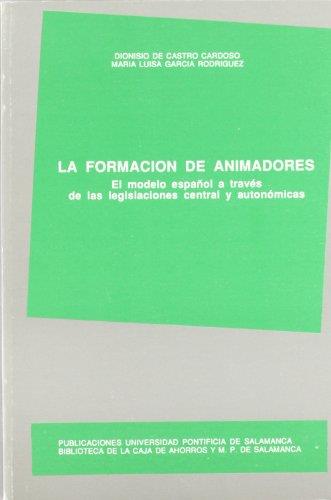 DIONISIO DE CASTRO CARDOSO
MARIA LUISA GARCIA RODRIGUEZ
LA FORMACION DE ANIMADORES
El modelo español a través
de las legislaciones central y autonómicas
PUBLICACIONES UNIVERSIDAD PONTIFICIA DE SALAMANCA
BIBLIOTECA DE LA CAJA DE AHORROS Y M. P. DE SALAMANCA